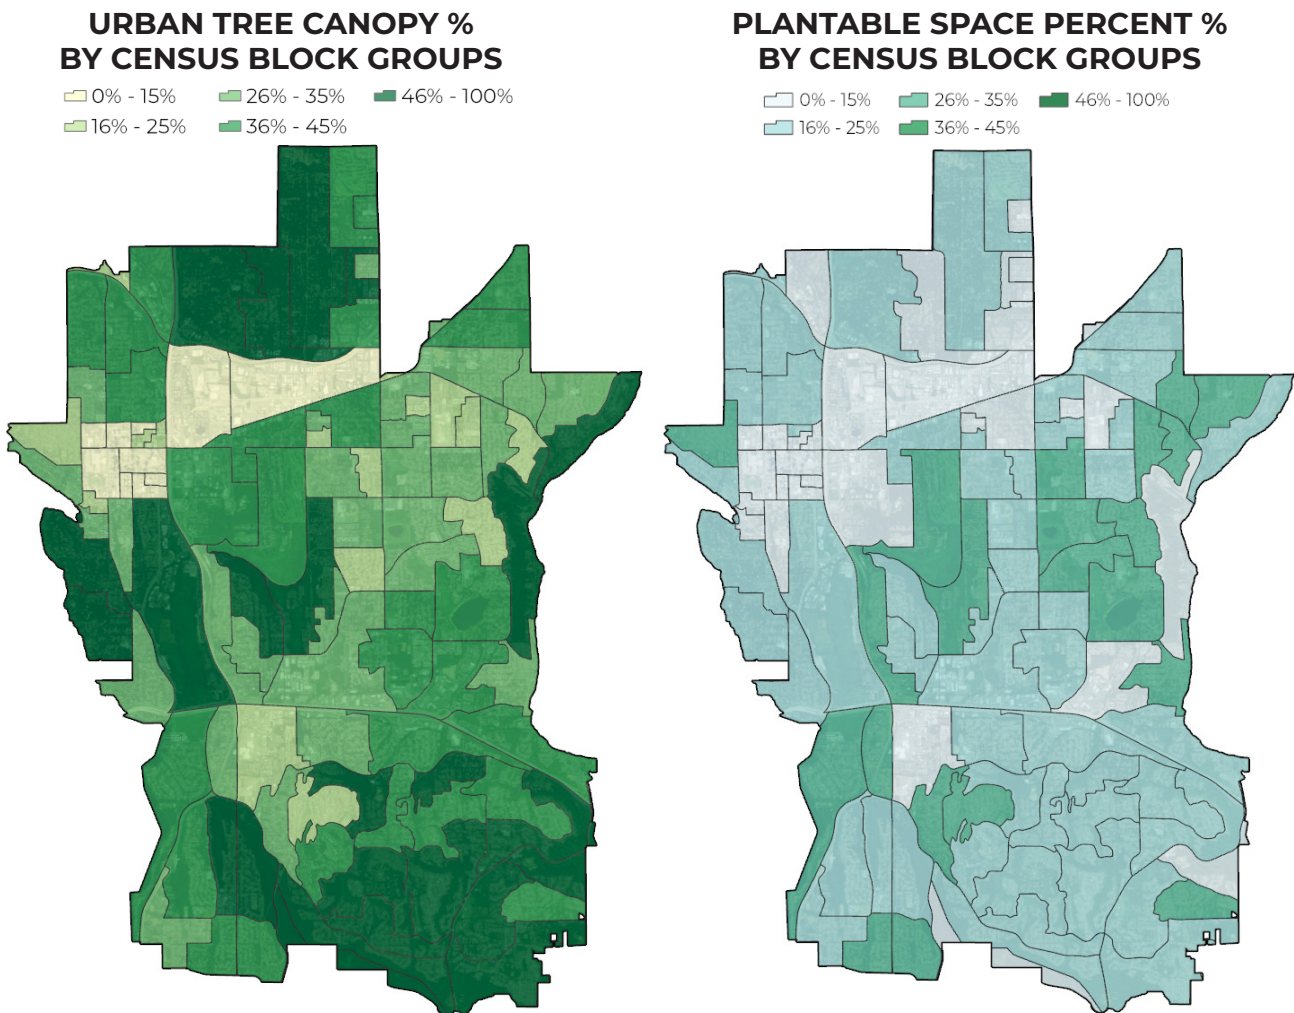 URBAN TREE CANOPY %
BY CENSUS BLOCK GROUPS
0% - 15%
26% - 35%
46% - 100%
16% - 25%
36% - 45%
PLANTABLE SPACE PERCENT %
BY CENSUS BLOCK GROUPS
0% - 15%
26% - 35%
46% - 100%
16% - 25%
36% - 45%